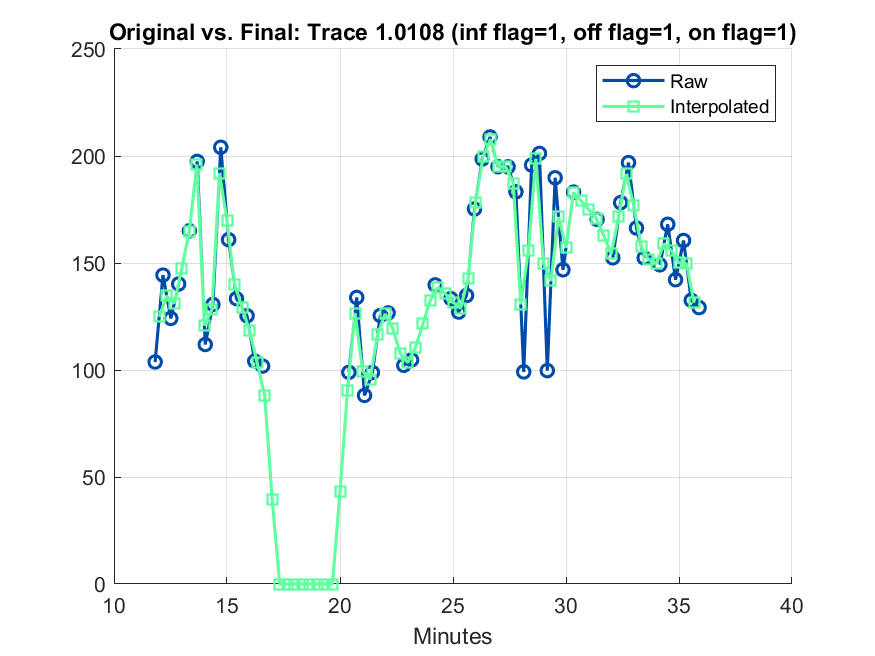 Original vs. Final: Trace 1.0108 (inf flag=1, off flag=1, on flag=1)
250
Raw
Interpolated
200
150
100
50
0
10 15 20 25 30 35 40
Minutes